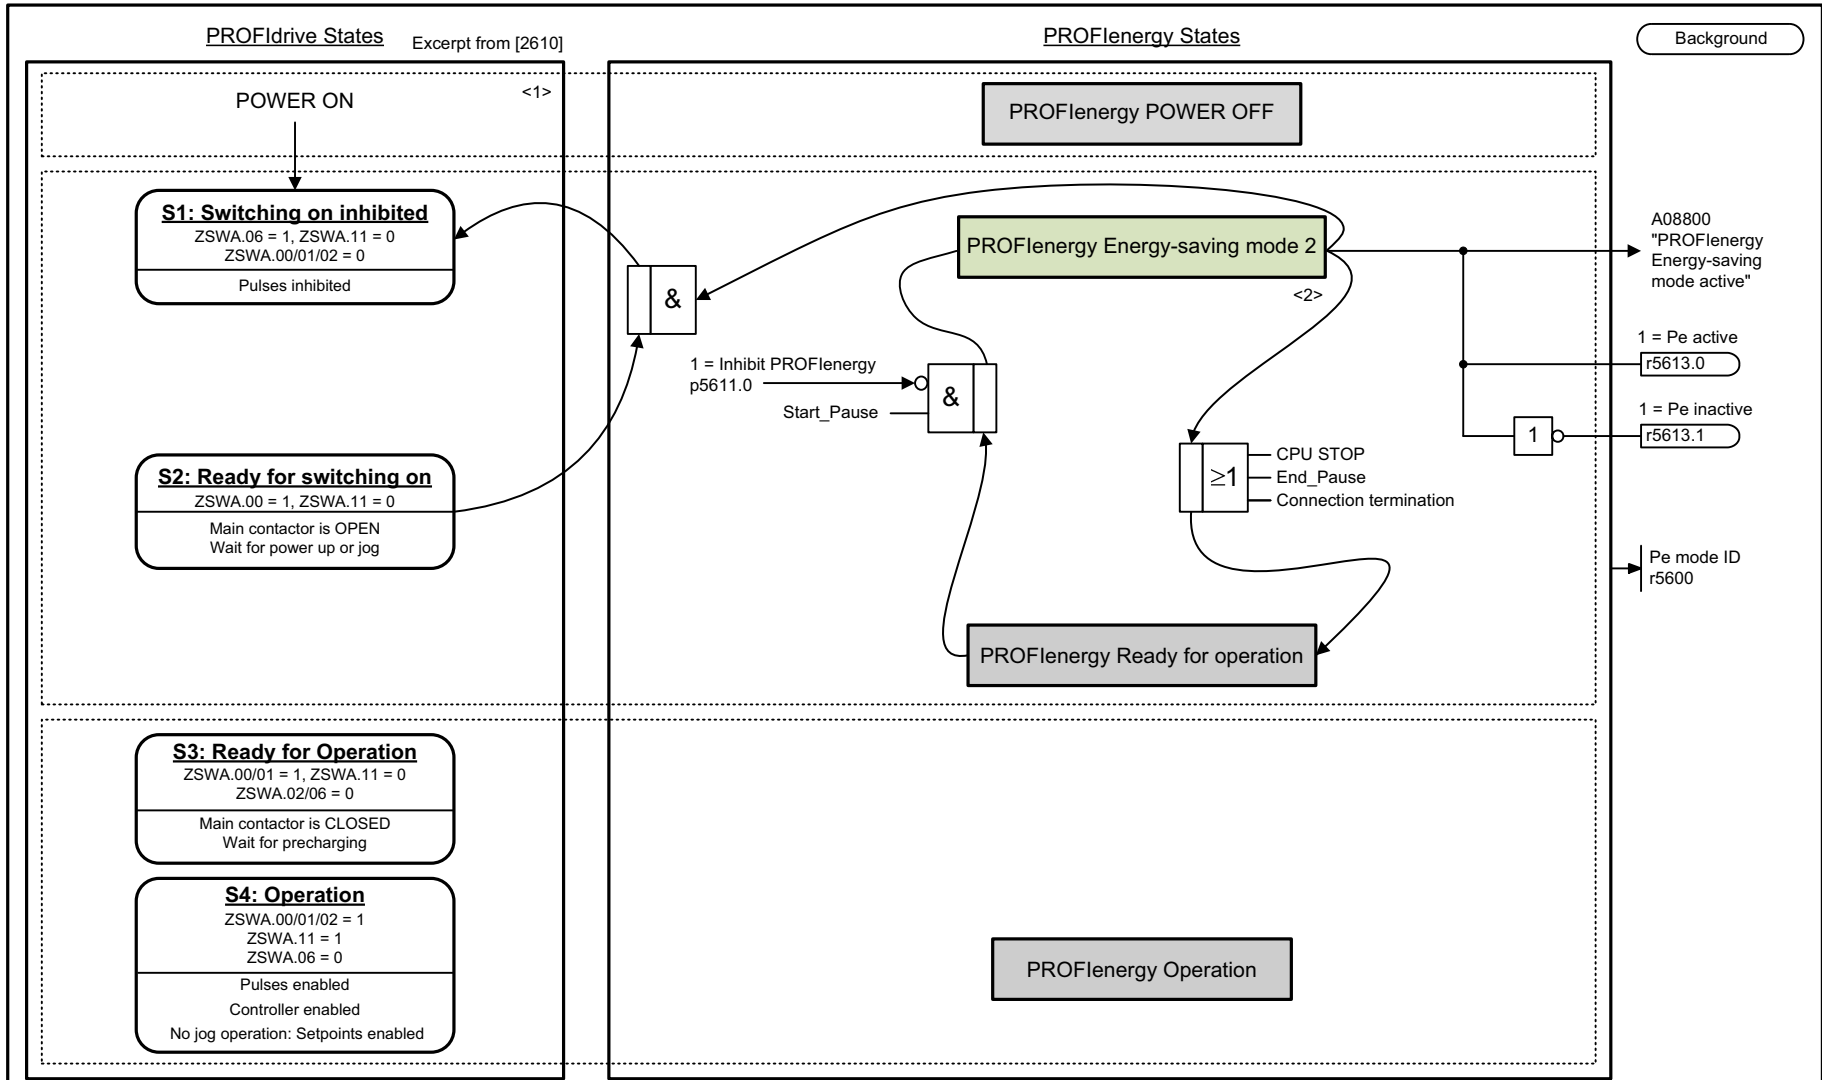 PROFIdrive States
Excerpt from [2610]
PROFIenergy States
Background
POWER ON
<1>
PROFIenergy POWER OFF
S1: Switching on inhibited
ZSWA.06 = 1, ZSWA.11 = 0
ZSWA.00/01/02 = 0
Pulses inhibited
&
PROFIenergy Energy-saving mode 2
<2>
A08800
"PROFIenergy
Energy-saving
mode active"
1 = Pe active
r5613.0
1 = Pe inactive
r5613.1
1
1 = Inhibit PROFIenergy
p5611.0
Start_Pause
&
≥1
CPU STOP
End_Pause
Connection termination
S2: Ready for switching on
ZSWA.00 = 1, ZSWA.11 = 0
Main contactor is OPEN
Wait for power up or jog
Pe mode ID
r5600
PROFIenergy Ready for operation
S3: Ready for Operation
ZSWA.00/01 = 1, ZSWA.11 = 0
ZSWA.02/06 = 0
Main contactor is CLOSED
Wait for precharging
S4: Operation
ZSWA.00/01/02 = 1
ZSWA.11 = 1
ZSWA.06 = 0
Pulses enabled
Controller enabled
No jog operation: Setpoints enabled
PROFIenergy Operation